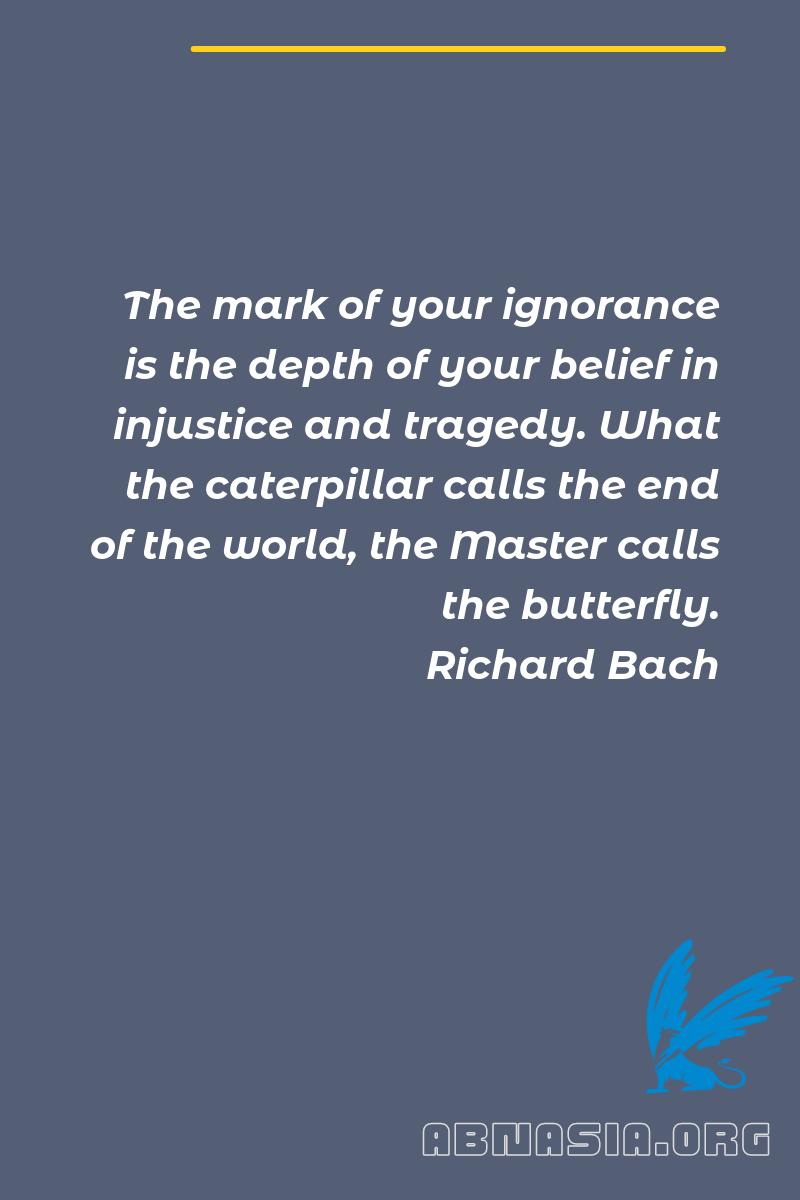 The mark of your ignorance
is the depth of your belief in
injustice and tragedy. What
the caterpillar calls the end
of the world, the Master calls
the butterfly.
Richard Bach
ABNASIA.ORG